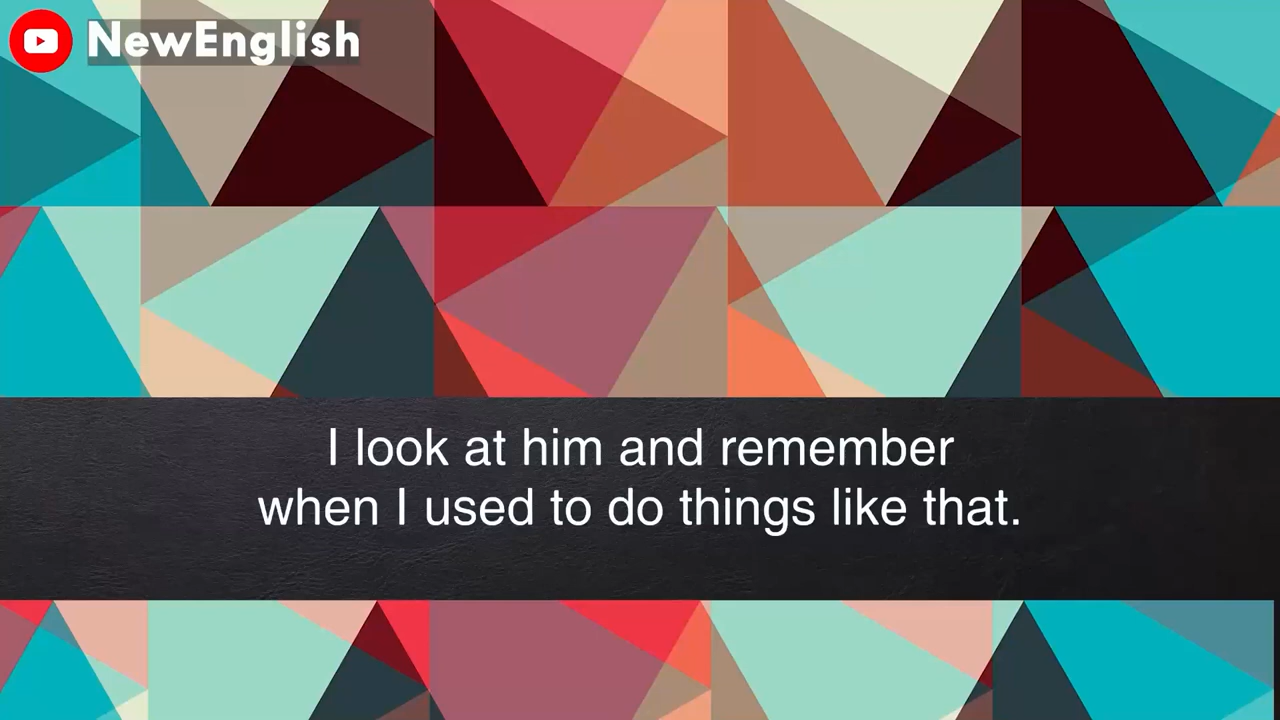 NewEnglish
I look at him and remember
when I used to do things like that.